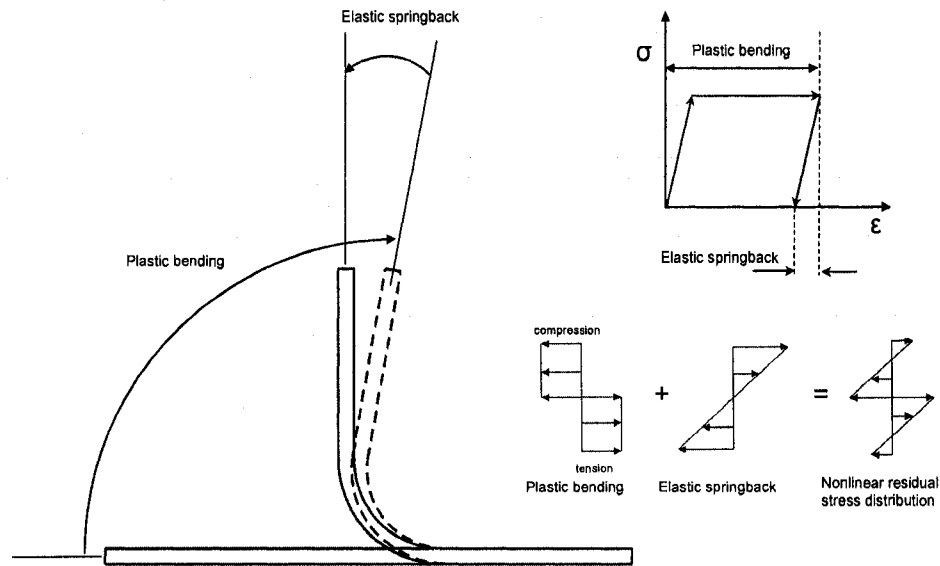 Elastic springback
Plastic bending
σ
Plastic bending
ε
Elastic springback
compression
+
=
tension
Plastic bending
Elastic springback
Nonlinear residual
stress distribution